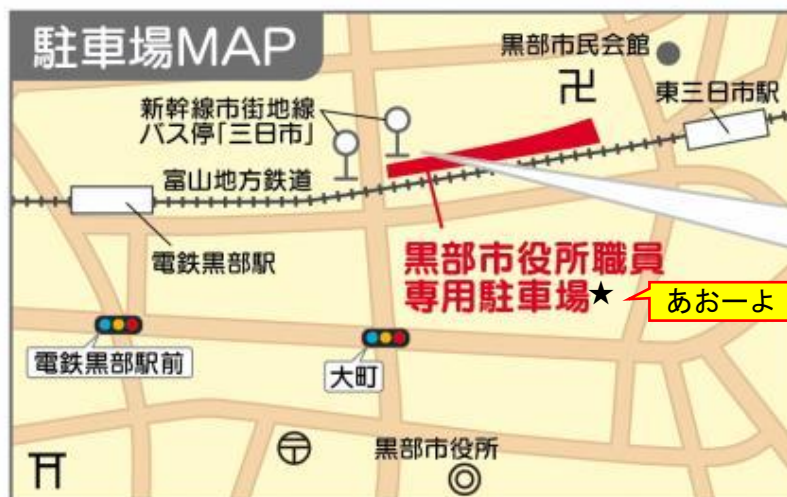 駐車場MAP
黒部市民会館
新幹線市街地線
バス停「三日市」
東三日市駅
富山地方鉄道
電鉄黒部駅
黒部市役所職員
専用駐車場★
あおーよ
電鉄黒部駅前
大町
黒部市役所